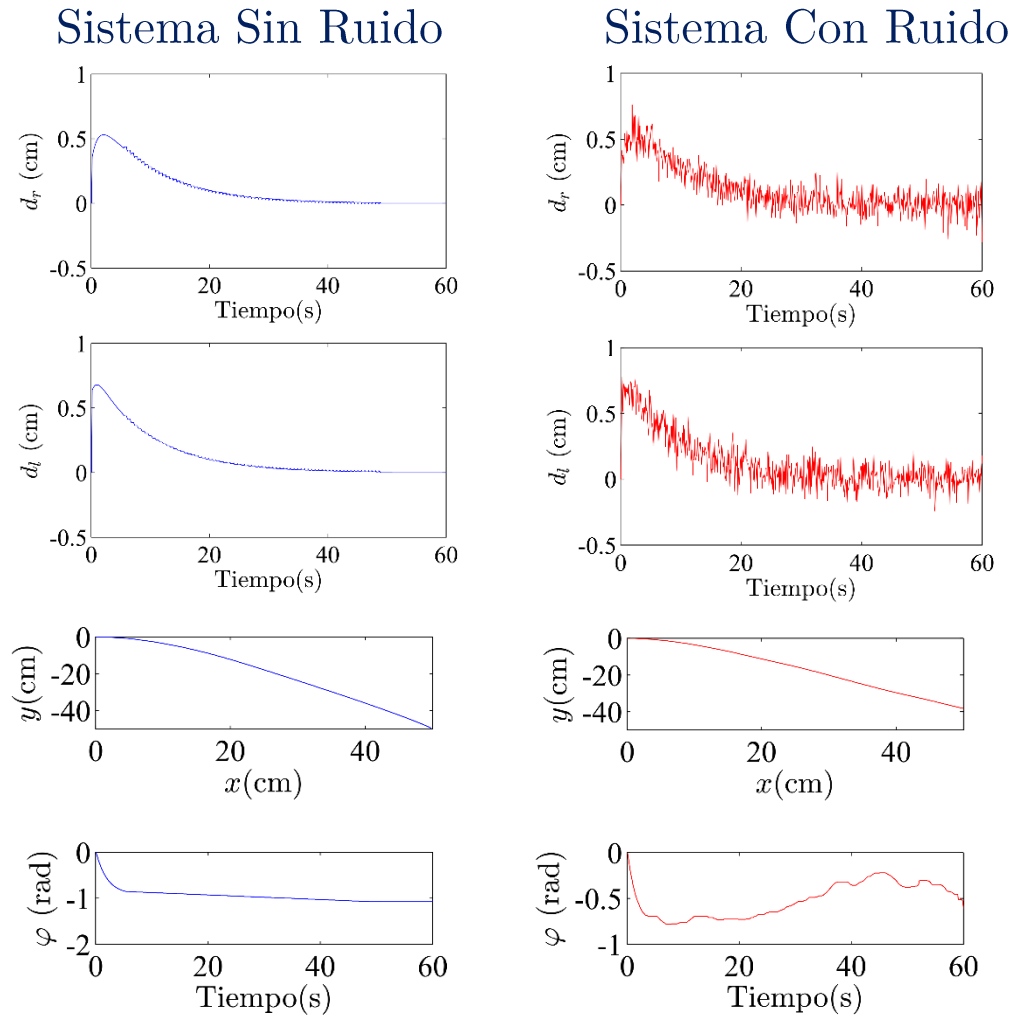 Sistema Sin Ruido
1
0.5
0
-0.5
d_r (cm)
0 20 40 60
Tiempo(s)
1
0.5
0
-0.5
d_l (cm)
0 20 40 60
Tiempo(s)
0
-20
-40
y(cm)
0 20 40
x(cm)
0
-1
-2
φ (rad)
0 20 40 60
Tiempo(s)
Sistema Con Ruido
1
0.5
0
-0.5
d_r (cm)
0 20 40 60
Tiempo(s)
1
0.5
0
-0.5
d_l (cm)
0 20 40 60
Tiempo(s)
0
-20
-40
y(cm)
0 20 40
x(cm)
0
-0.5
-1
φ (rad)
0 20 40 60
Tiempo(s)